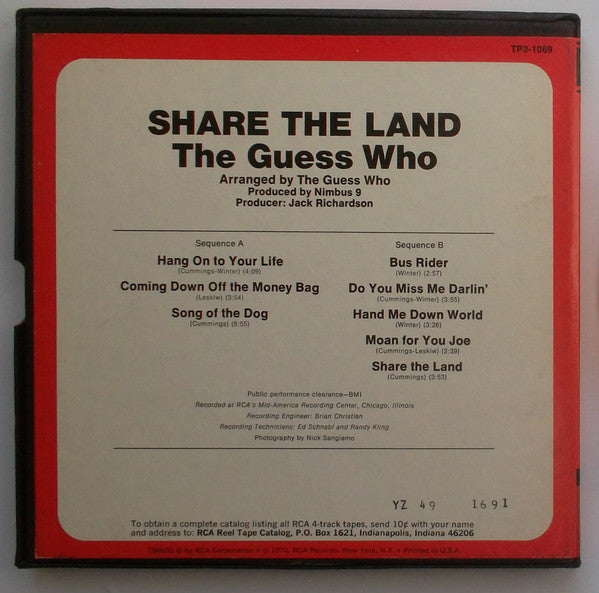 TP3-1069
SHARE THE LAND
The Guess Who
Arranged by The Guess Who
Produced by Nimbus 9
Producer: Jack Richardson
Sequence A
Hang On to Your Life
(Cummings-Winter) (4:09)
Coming Down Off the Money Bag
(Leskiw) (3:54)
Song of the Dog
(Cummings) (6:55)
Sequence B
Bus Rider
(Winter) (2:57)
Do You Miss Me Darlin'
(Cummings-Winter) (3:55)
Hand Me Down World
(Winter) (3:26)
Moan for You Joe
(Cummings-Leskiw) (2:39)
Share the Land
(Cummings) (3:53)
Public performance clearance—BMI
Recorded at RCA's Mid-America Recording Center, Chicago, Illinois
Recording Engineer: Brian Christian
Recording Technicians: Ed Schnabl and Randy Kling
Photography by Nick Sangiamo
YZ 49 1691
To obtain a complete catalog listing all RCA 4-track tapes, send 10¢ with your name
and address to: RCA Reel Tape Catalog, P.O. Box 1621, Indianapolis, Indiana 46206
by RCA Corporation • © 1970, RCA Records, New York, N.Y. • Printed in U.S.A.